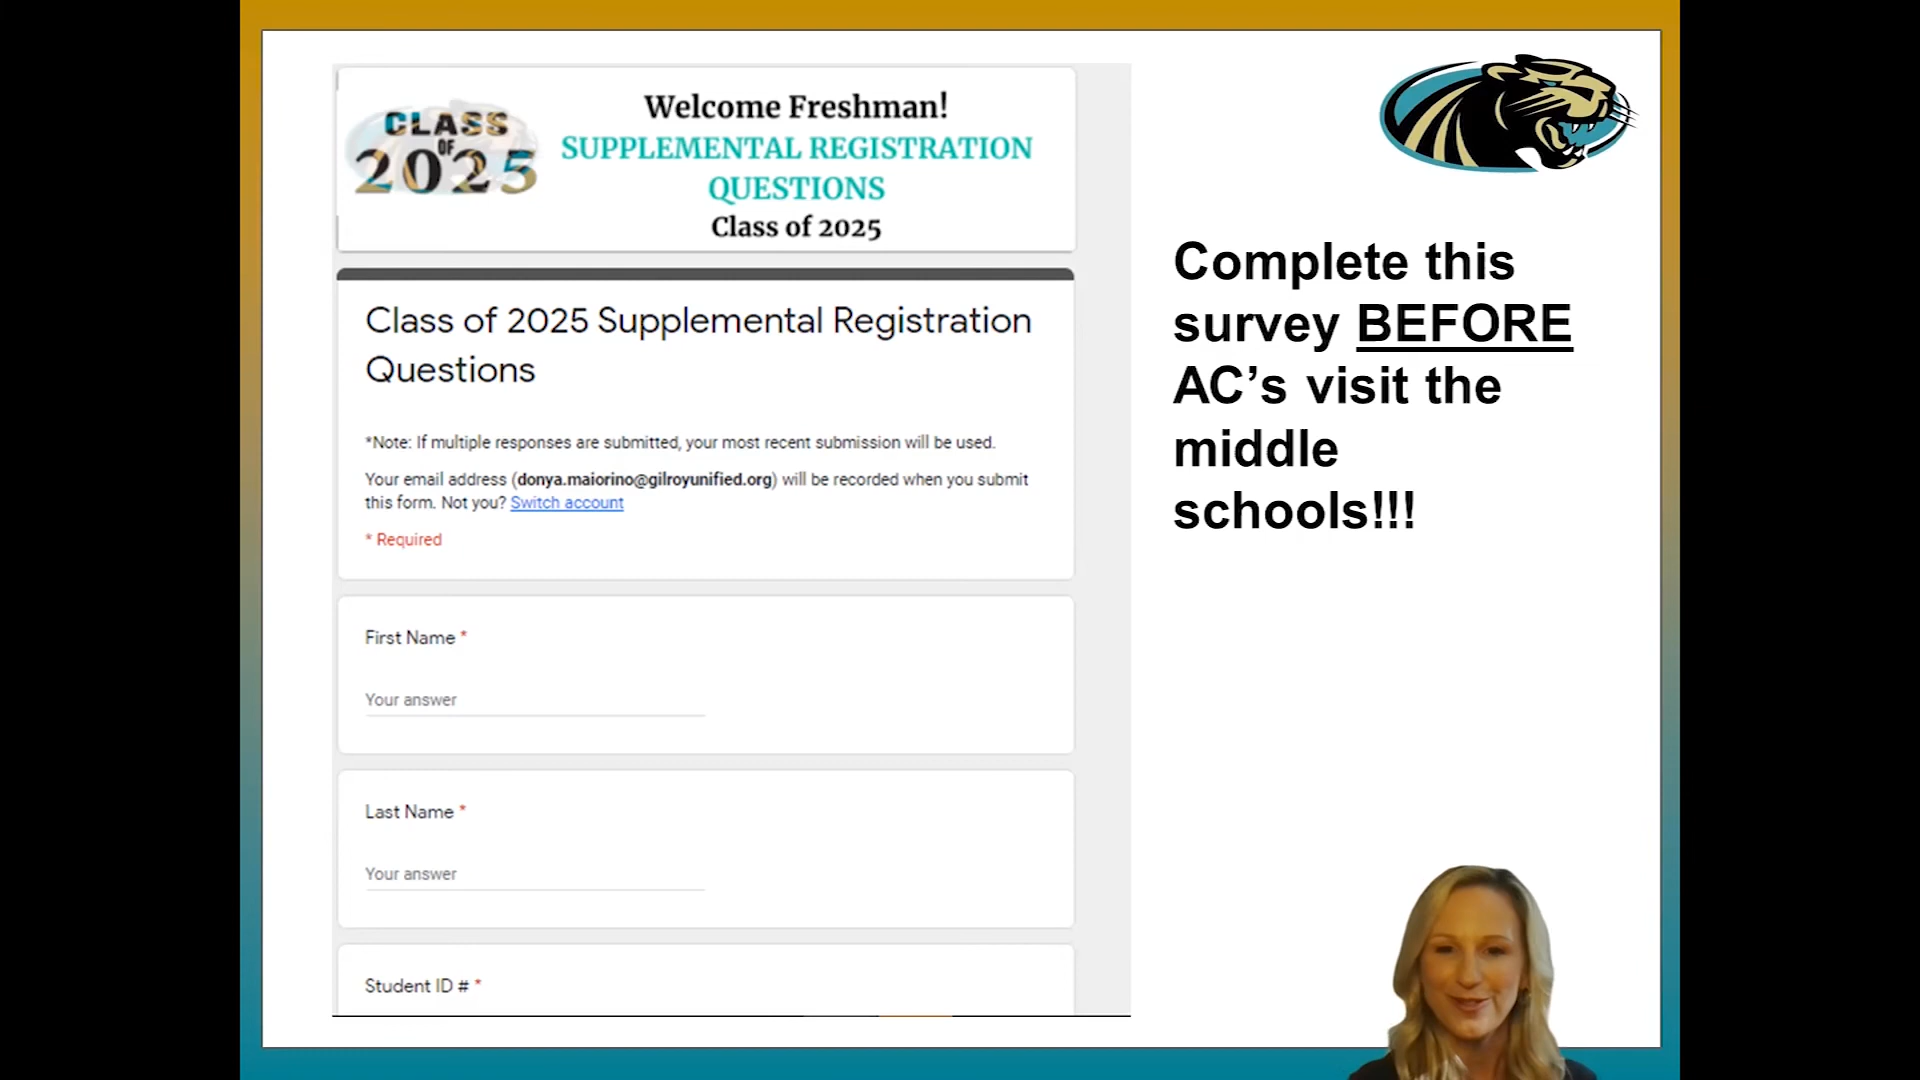 CLASS
OF
2025
Welcome Freshman!
SUPPLEMENTAL REGISTRATION
QUESTIONS
Class of 2025
Class of 2025 Supplemental Registration
Questions
*Note: If multiple responses are submitted, your most recent submission will be used.
Your email address (donya.maiorino@gilroyunified.org) will be recorded when you submit
this form. Not you? Switch account
* Required
First Name *
Your answer
Last Name *
Your answer
Student ID # *
Complete this
survey BEFORE
AC’s visit the
middle
schools!!!